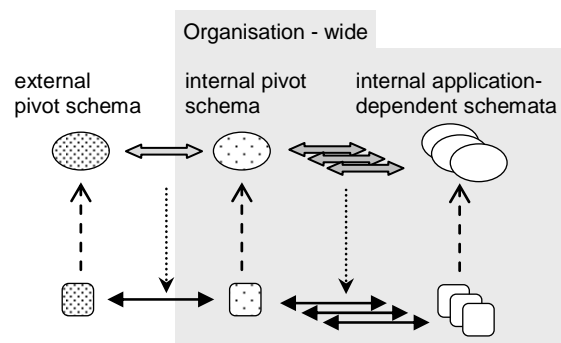 Organisation - wide
external
pivot schema
internal pivot
schema
internal application-
dependent schemata